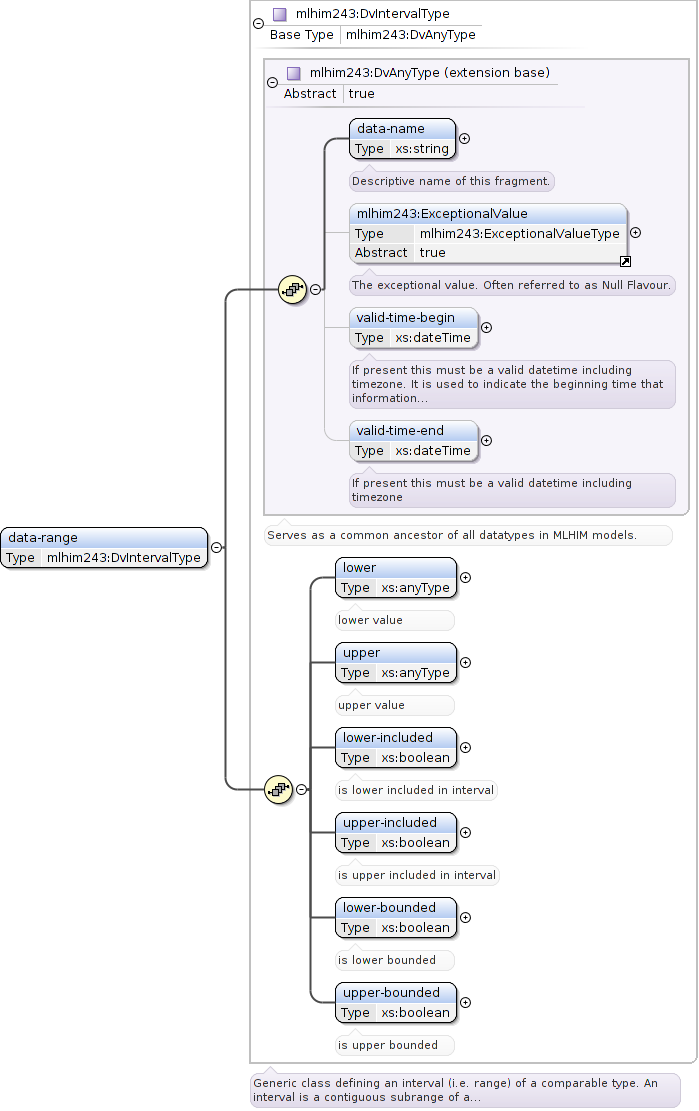 mlhim243:DvIntervalType
Base Type mlhim243:DvAnyType
mlhim243:DvAnyType (extension base)
Abstract true
data-name
Type xs:string
Descriptive name of this fragment.
mlhim243:ExceptionalValue
Type mlhim243:ExceptionalValueType
Abstract true
The exceptional value. Often referred to as Null Flavour.
valid-time-begin
Type xs:dateTime
If present this must be a valid datetime including
timezone. It is used to indicate the beginning time that
information...
valid-time-end
Type xs:dateTime
If present this must be a valid datetime including
timezone
Serves as a common ancestor of all datatypes in MLHIM models.
data-range
Type mlhim243:DvIntervalType
lower
Type xs:anyType
lower value
upper
Type xs:anyType
upper value
lower-included
Type xs:boolean
is lower included in interval
upper-included
Type xs:boolean
is upper included in interval
lower-bounded
Type xs:boolean
is lower bounded
upper-bounded
Type xs:boolean
is upper bounded
Generic class defining an interval (i.e. range) of a comparable type. An
interval is a contiguous subrange of a...